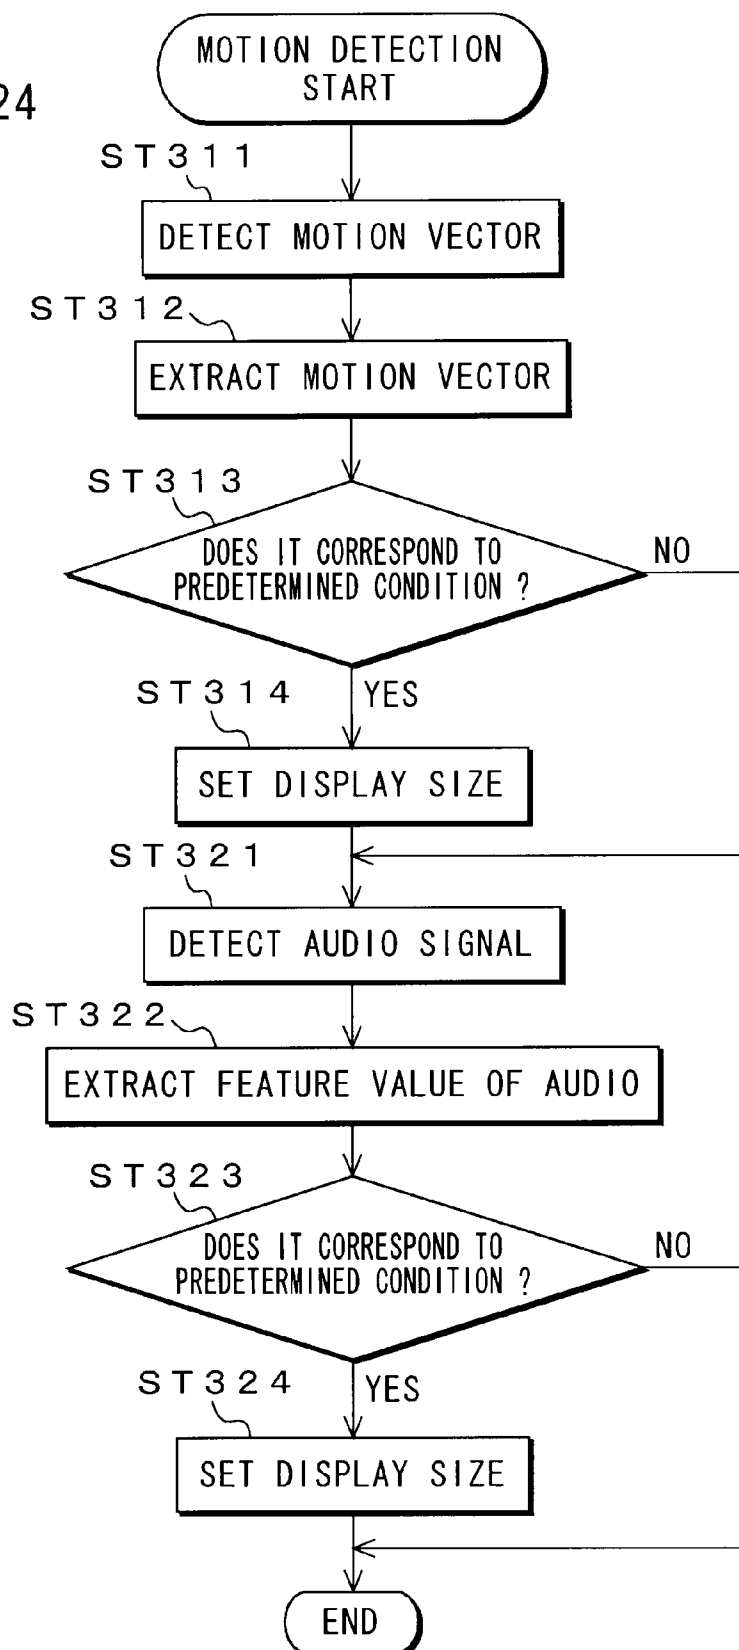 MOTION DETECTION
START
24
ST311
DETECT MOTION VECTOR
ST312
EXTRACT MOTION VECTOR
ST313
DOES IT CORRESPOND TO
PREDETERMINED CONDITION ?
NO
YES
ST314
SET DISPLAY SIZE
ST321
DETECT AUDIO SIGNAL
ST322
EXTRACT FEATURE VALUE OF AUDIO
ST323
DOES IT CORRESPOND TO
PREDETERMINED CONDITION ?
NO
YES
ST324
SET DISPLAY SIZE
END